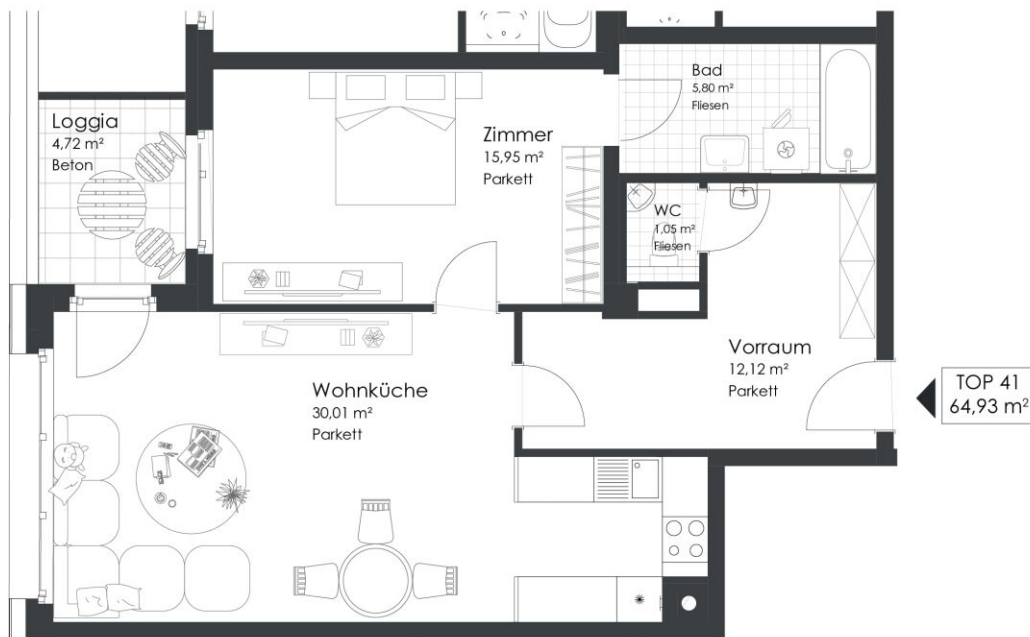 Loggia
4,72 m²
Beton
Zimmer
15,95 m²
Parkett
Bad
5,80 m²
Fliesen
WC
1,05 m²
Fliesen
Vorraum
12,12 m²
Parkett
Wohnküche
30,01 m²
Parkett
TOP 41
64,93 m²